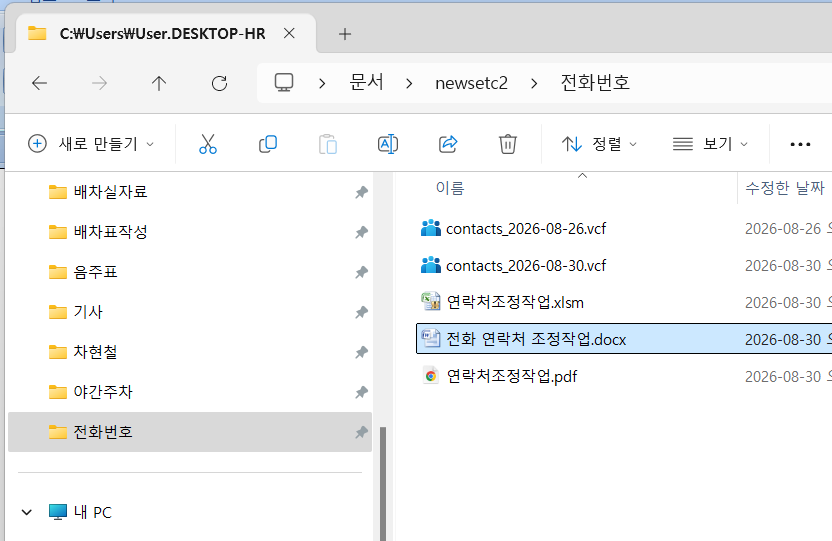 C:₩Users₩User.DESKTOP-HR
문서 > newsetc2 > 전화번호
새로 만들기 정렬 보기
배차실자료
배차표작성
음주표
기사
차현철
야간주차
전화번호
내 PC
이름 수정한 날짜
contacts_2026-08-26.vcf 2026-08-26
contacts_2026-08-30.vcf 2026-08-30
연락처조정작업.xlsm 2026-08-30
전화 연락처 조정작업.docx 2026-08-30
연락처조정작업.pdf 2026-08-30